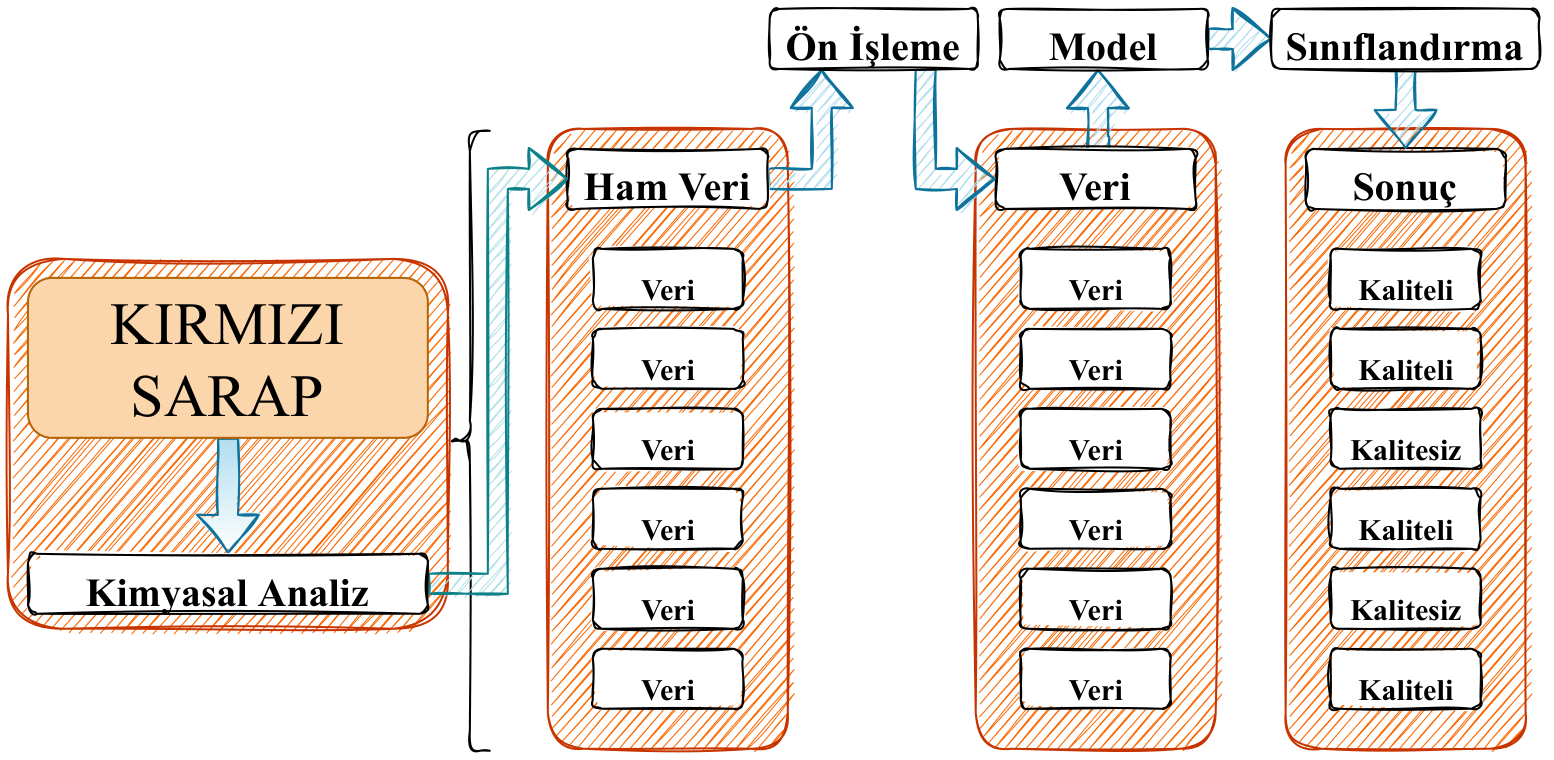 Ön İşleme
Model
Sınıflandırma
Ham Veri
Veri
Sonuç
KIRMIZI
SARAP
Kimyasal Analiz
Veri
Veri
Veri
Veri
Veri
Veri
Veri
Veri
Veri
Veri
Veri
Veri
Kaliteli
Kaliteli
Kalitesiz
Kaliteli
Kalitesiz
Kaliteli